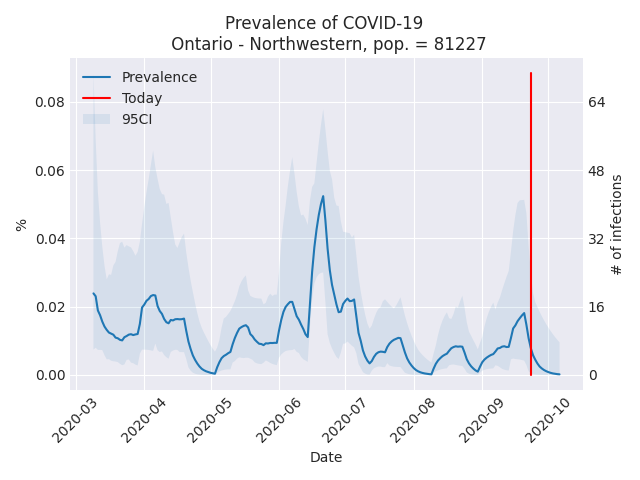 Prevalence of COVID-19
Ontario - Northwestern, pop. = 81227
Prevalence
Today
95CI
0.08
0.06
0.04
0.02
0.00
%
64
48
32
16
0
# of infections
2020-03
2020-04
2020-05
2020-06
2020-07
2020-08
2020-09
2020-10
Date